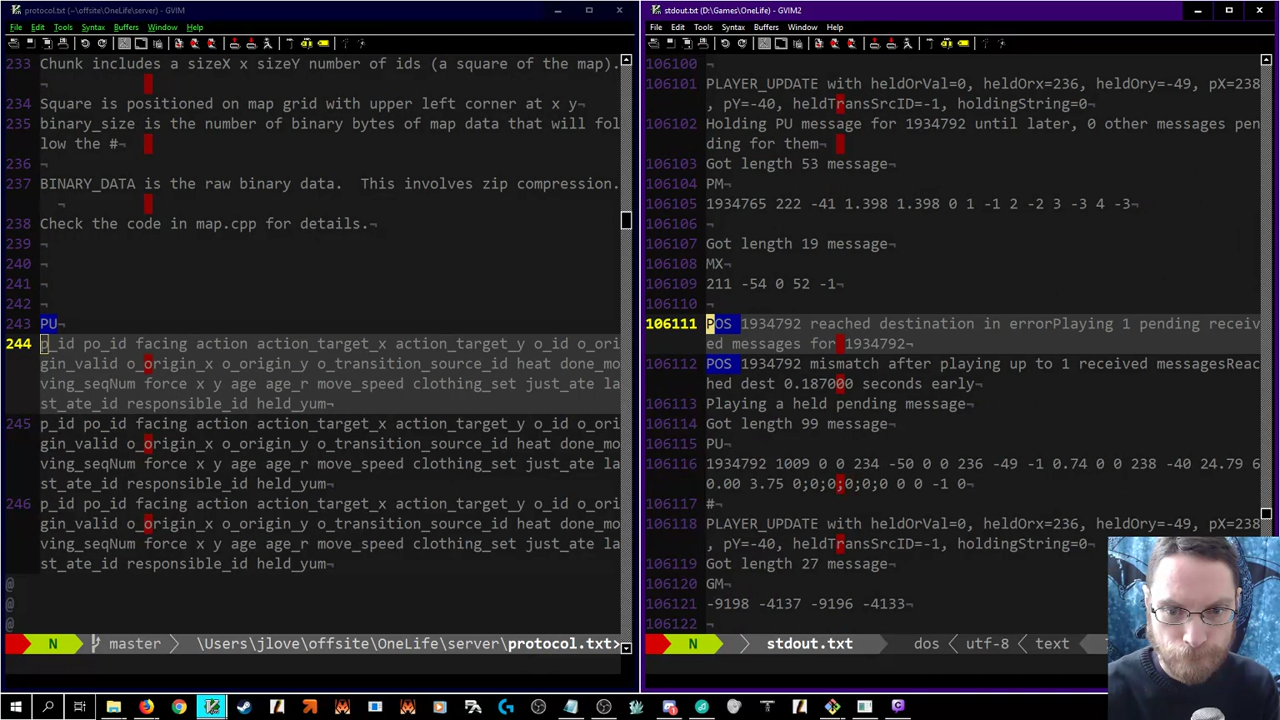 protocol.txt (~\offsite\OneLife\server) - GVIM
File Edit Tools Syntax Buffers Window Help
233 Chunk includes a sizeX x sizeY number of ids (a square of the map).
¬
234 Square is positioned on map grid with upper left corner at x y¬
235 binary_size is the number of binary bytes of map data that will fol
low the #¬
236 ¬
237 BINARY_DATA is the raw binary data.  This involves zip compression.
¬
238 Check the code in map.cpp for details.¬
239 ¬
240 ¬
241 ¬
242 ¬
243 PU¬
244 p_id po_id facing action action_target_x action_target_y o_id o_ori
gin_valid o_origin_x o_origin_y o_transition_source_id heat done_mo
ving_seqNum force x y age age_r move_speed clothing_set just_ate la
st_ate_id responsible_id held_yum¬
245 p_id po_id facing action action_target_x action_target_y o_id o_ori
gin_valid o_origin_x o_origin_y o_transition_source_id heat done_mo
ving_seqNum force x y age age_r move_speed clothing_set just_ate la
st_ate_id responsible_id held_yum¬
246 p_id po_id facing action action_target_x action_target_y o_id o_ori
gin_valid o_origin_x o_origin_y o_transition_source_id heat done_mo
ving_seqNum force x y age age_r move_speed clothing_set just_ate la
st_ate_id responsible_id held_yum¬
@
@
@
N master \Users\jlove\offsite\OneLife\server\protocol.txt>
stdout.txt (D:\Games\OneLife) - GVIM2
File Edit Tools Syntax Buffers Window Help
106100 ¬
106101 PLAYER_UPDATE with heldOrVal=0, heldOrx=236, heldOry=-49, pX=238
, pY=-40, heldTransSrcID=-1, holdingString=0¬
106102 Holding PU message for 1934792 until later, 0 other messages pen
ding for them¬
106103 Got length 53 message¬
106104 PM¬
106105 1934765 222 -41 1.398 1.398 0 1 -1 2 -2 3 -3 4 -3¬
106107 Got length 19 message¬
106108 MX¬
106109 211 -54 0 52 -1¬
106110 ¬
106111 POS 1934792 reached destination in errorPlaying 1 pending receiv
ed messages for 1934792¬
106112 POS 1934792 mismatch after playing up to 1 received messagesReac
hed dest 0.187000 seconds early¬
106113 Playing a held pending message¬
106114 Got length 99 message¬
106115 PU¬
106116 1934792 1009 0 0 234 -50 0 0 236 -49 -1 0.74 0 0 238 -40 24.79 6
0.00 3.75 0;0;0;0;0;0 0 0 -1 0¬
106117 #¬
106118 PLAYER_UPDATE with heldOrVal=0, heldOrx=236, heldOry=-49, pX=238
, pY=-40, heldTransSrcID=-1, holdingString=0¬
106119 Got length 27 message¬
106120 GM¬
106121 -9198 -4137 -9196 -4133¬
106122 ¬
N stdout.txt dos utf-8 text